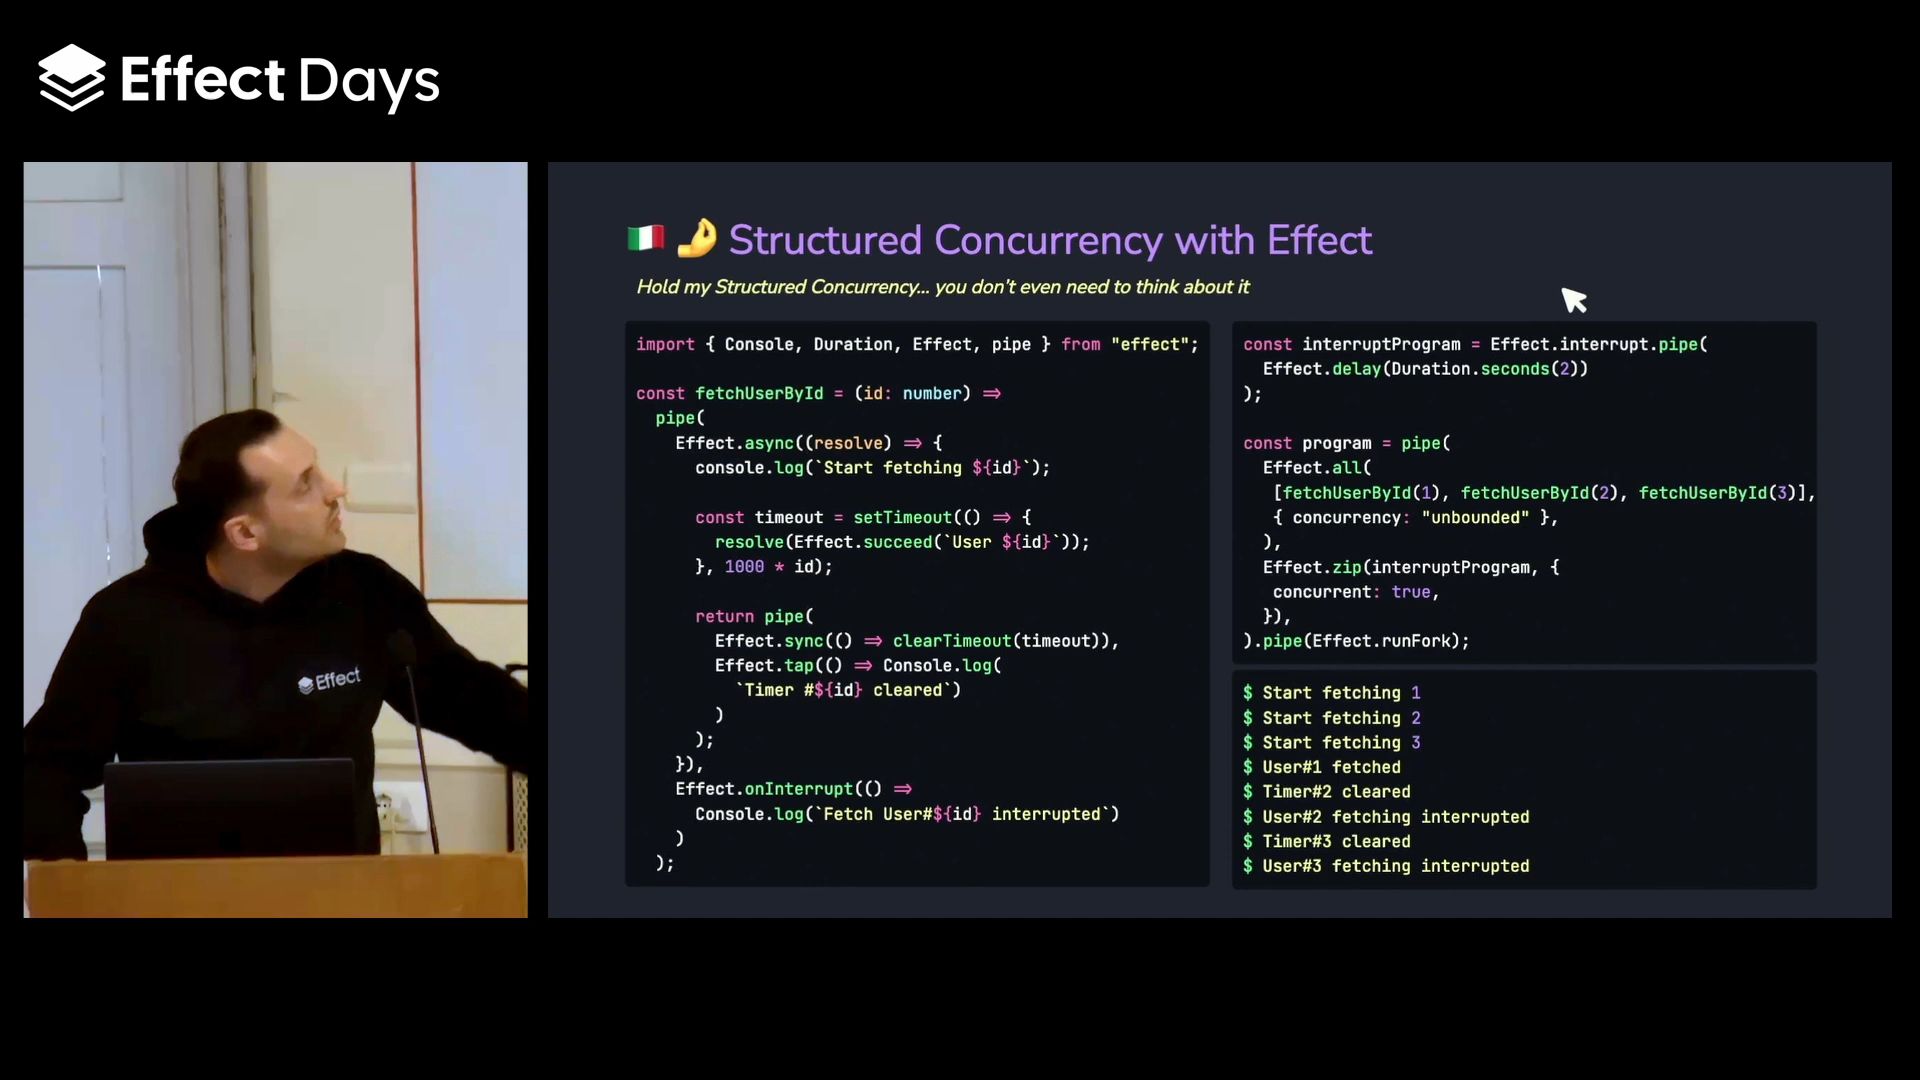 Effect Days
Effect
🇮🇹 🤌 Structured Concurrency with Effect
Hold my Structured Concurrency... you don't even need to think about it
import { Console, Duration, Effect, pipe } from "effect";
const fetchUserById = (id: number) =>
pipe(
Effect.async((resolve) => {
console.log(`Start fetching ${id}`);
const timeout = setTimeout(() => {
resolve(Effect.succeed(`User ${id}`));
}, 1000 * id);
return pipe(
Effect.sync(() => clearTimeout(timeout)),
Effect.tap(() => Console.log(
`Timer #${id} cleared`)
)
);
}),
Effect.onInterrupt(() =>
Console.log(`Fetch User#${id} interrupted`)
)
);
const interruptProgram = Effect.interrupt.pipe(
Effect.delay(Duration.seconds(2))
);
const program = pipe(
Effect.all(
[fetchUserById(1), fetchUserById(2), fetchUserById(3)],
{ concurrency: "unbounded" },
),
Effect.zip(interruptProgram, {
concurrent: true,
}),
).pipe(Effect.runFork);
$ Start fetching 1
$ Start fetching 2
$ Start fetching 3
$ User#1 fetched
$ Timer#2 cleared
$ User#2 fetching interrupted
$ Timer#3 cleared
$ User#3 fetching interrupted